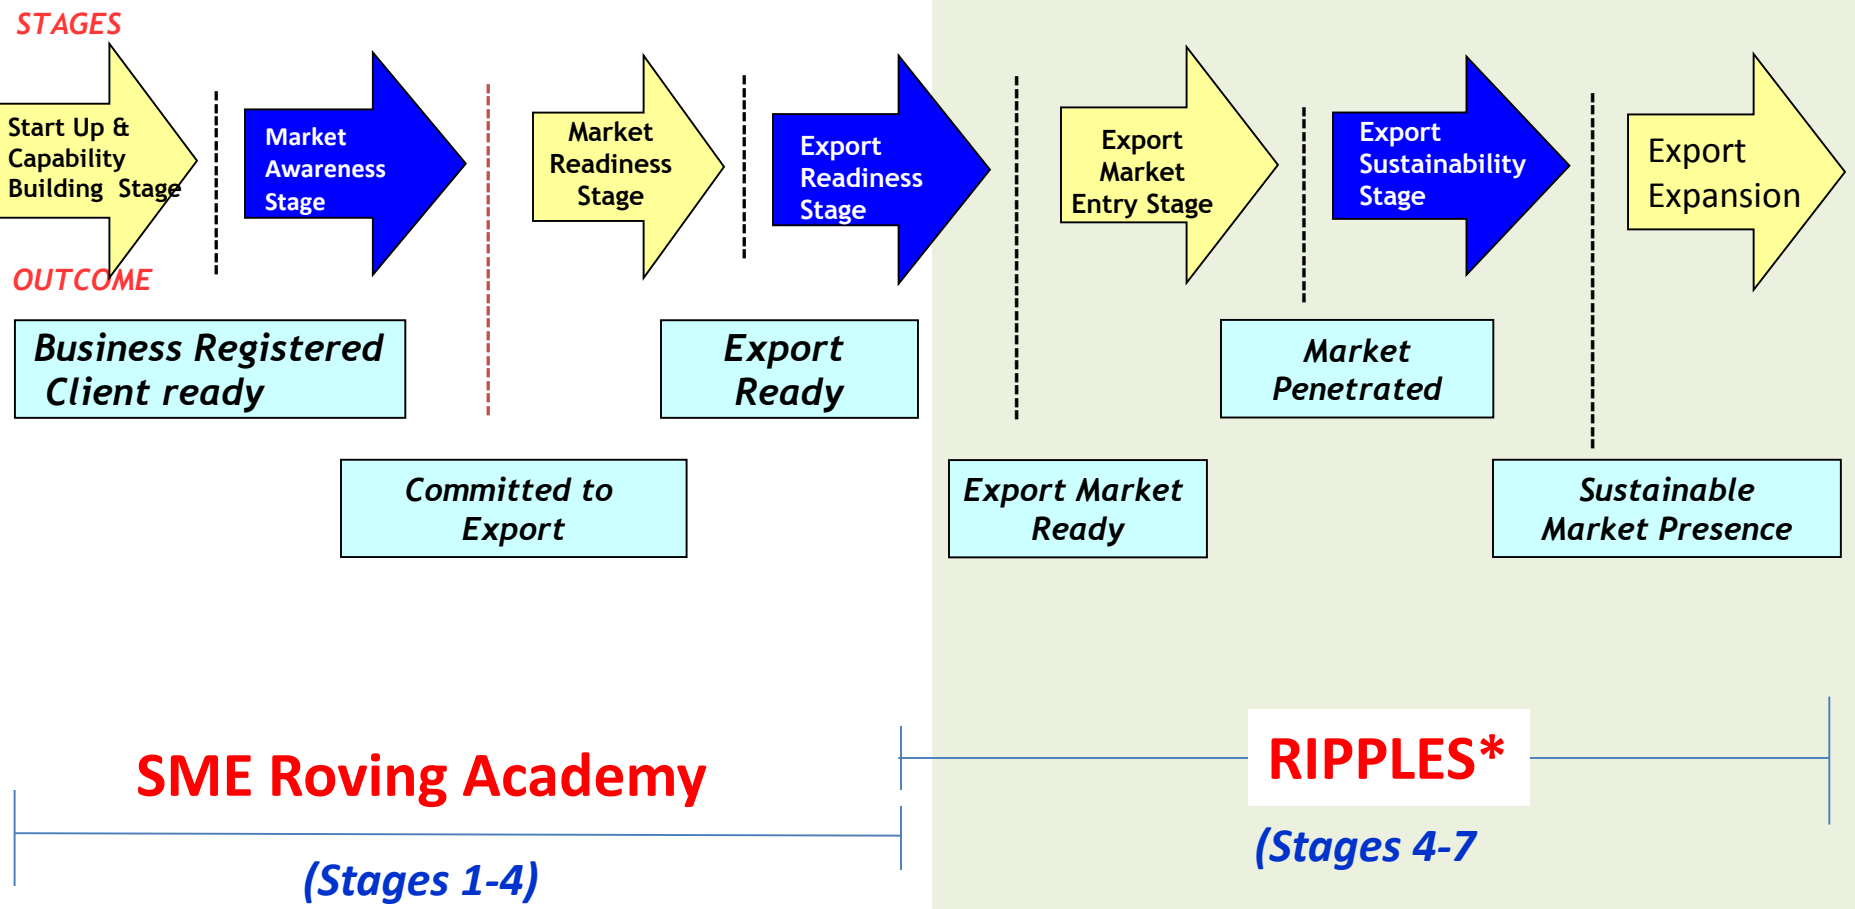 STAGES
Start Up &
Capability
Building Stage
Market
Awareness
Stage
Market
Readiness
Stage
Export
Readiness
Stage
Export
Market
Entry Stage
Export
Sustainability
Stage
Export
Expansion
OUTCOME
Business Registered
Client ready
Export
Ready
Market
Penetrated
Committed to
Export
Export Market
Ready
Sustainable
Market Presence
SME Roving Academy
(Stages 1-4)
RIPPLES*
(Stages 4-7